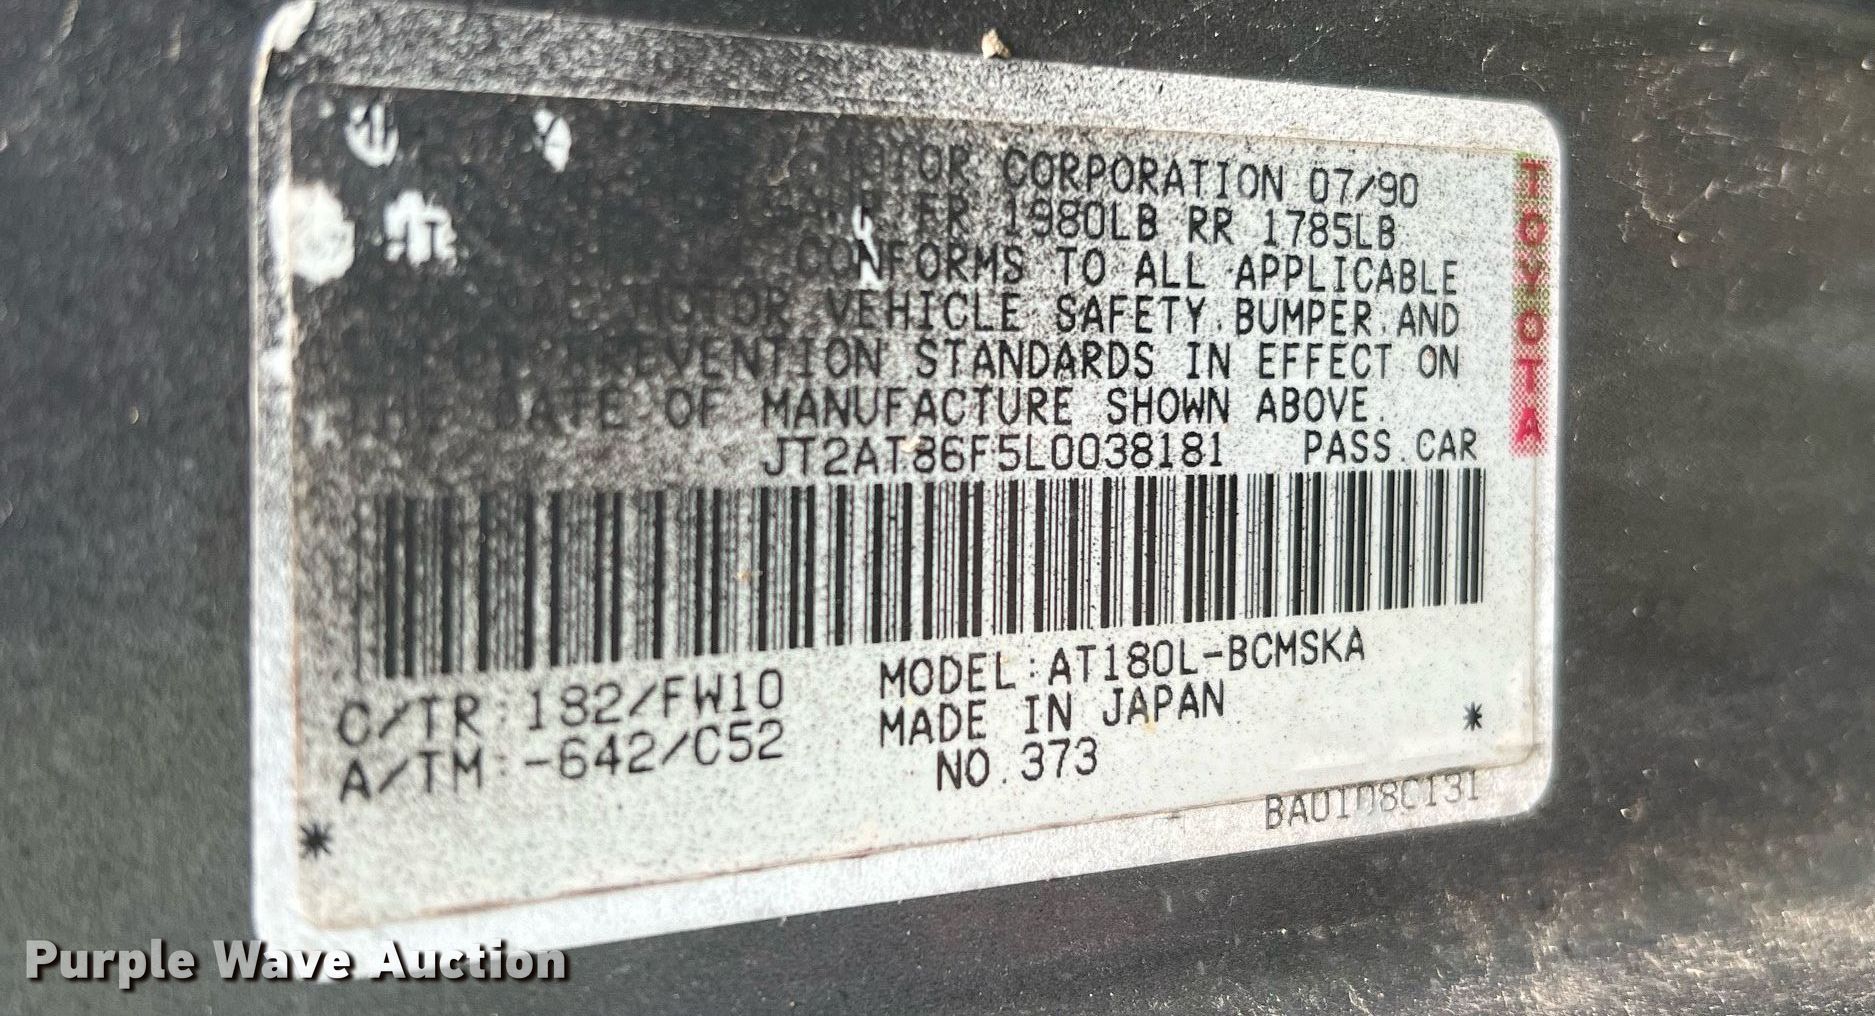 MOTOR CORPORATION 07/90
FR 1980LB RR 1785LB
CONFORMS TO ALL APPLICABLE
MOTOR VEHICLE SAFETY, BUMPER, AND
PREVENTION STANDARDS IN EFFECT ON
THE DATE OF MANUFACTURE SHOWN ABOVE.
JT2AT86F5L0038181 PASS.CAR
TOYOTA
C/TR:182/FW10 MODEL:AT180L-BCMSKA
A/TM:-642/C52 MADE IN JAPAN
NO.373
* *
Purple Wave Auction